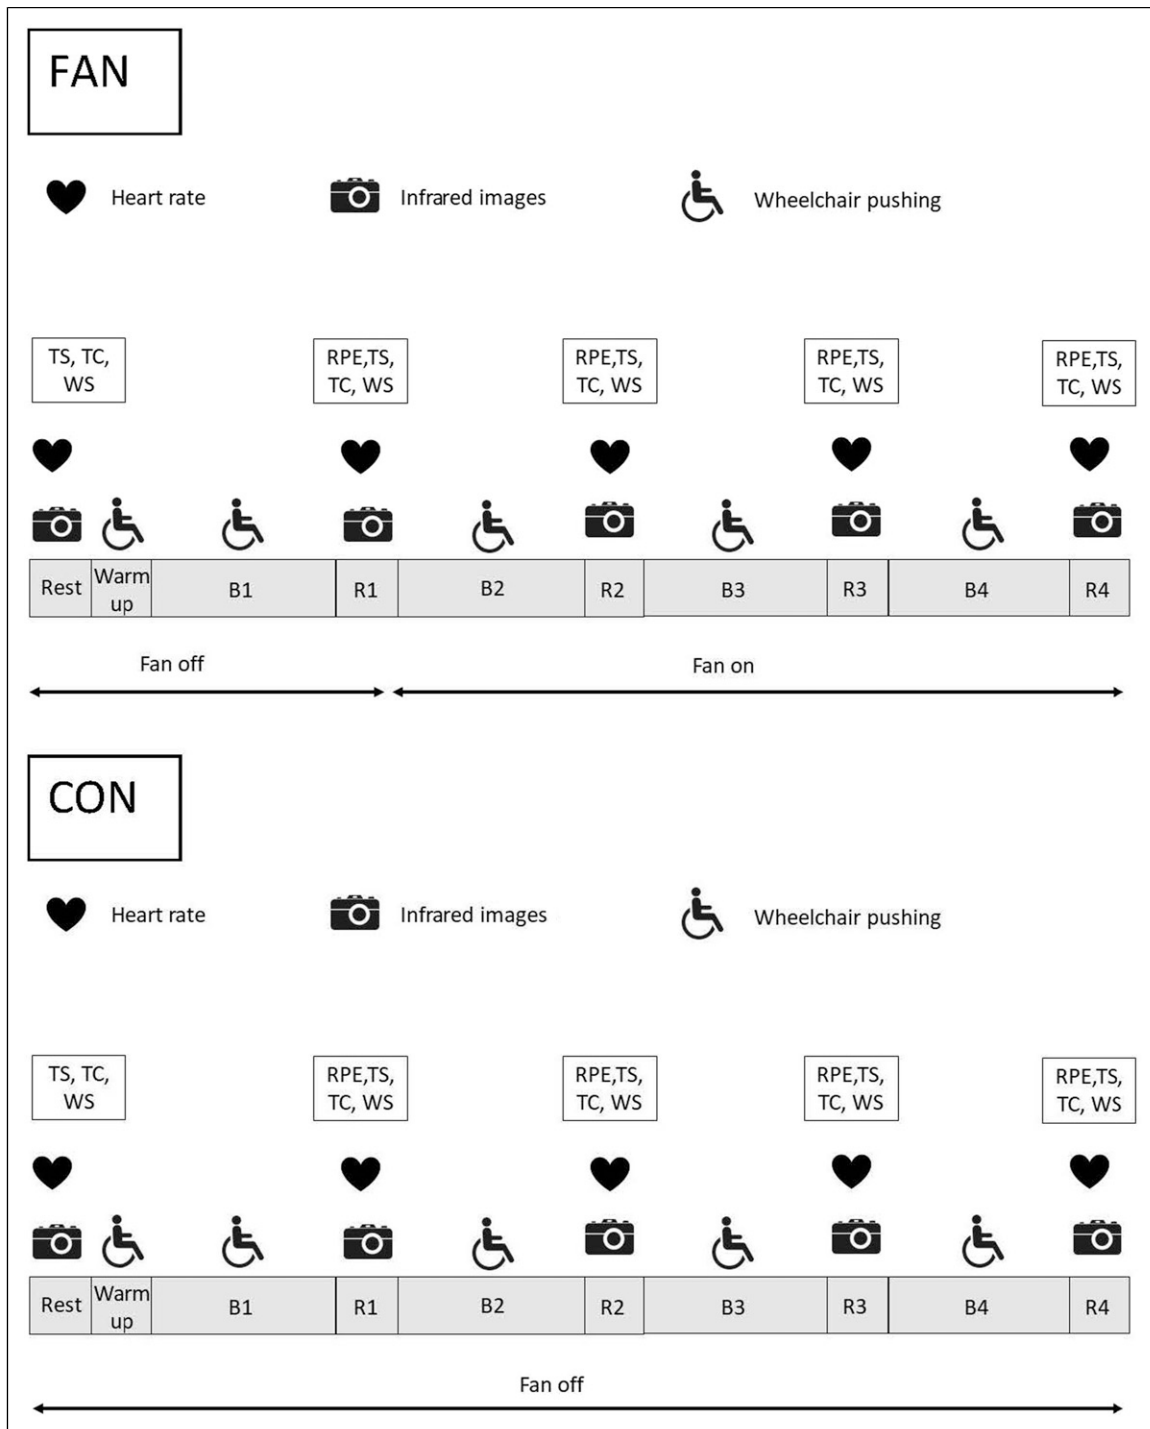 FAN
Heart rate
Infrared images
Wheelchair pushing
TS, TC,
WS
RPE,TS,
TC, WS
RPE,TS,
TC, WS
RPE,TS,
TC, WS
RPE,TS,
TC, WS
Rest
Warm
up
B1
R1
B2
R2
B3
R3
B4
R4
Fan off
Fan on
CON
Heart rate
Infrared images
Wheelchair pushing
TS, TC,
WS
RPE,TS,
TC, WS
RPE,TS,
TC, WS
RPE,TS,
TC, WS
RPE,TS,
TC, WS
Rest
Warm
up
B1
R1
B2
R2
B3
R3
B4
R4
Fan off